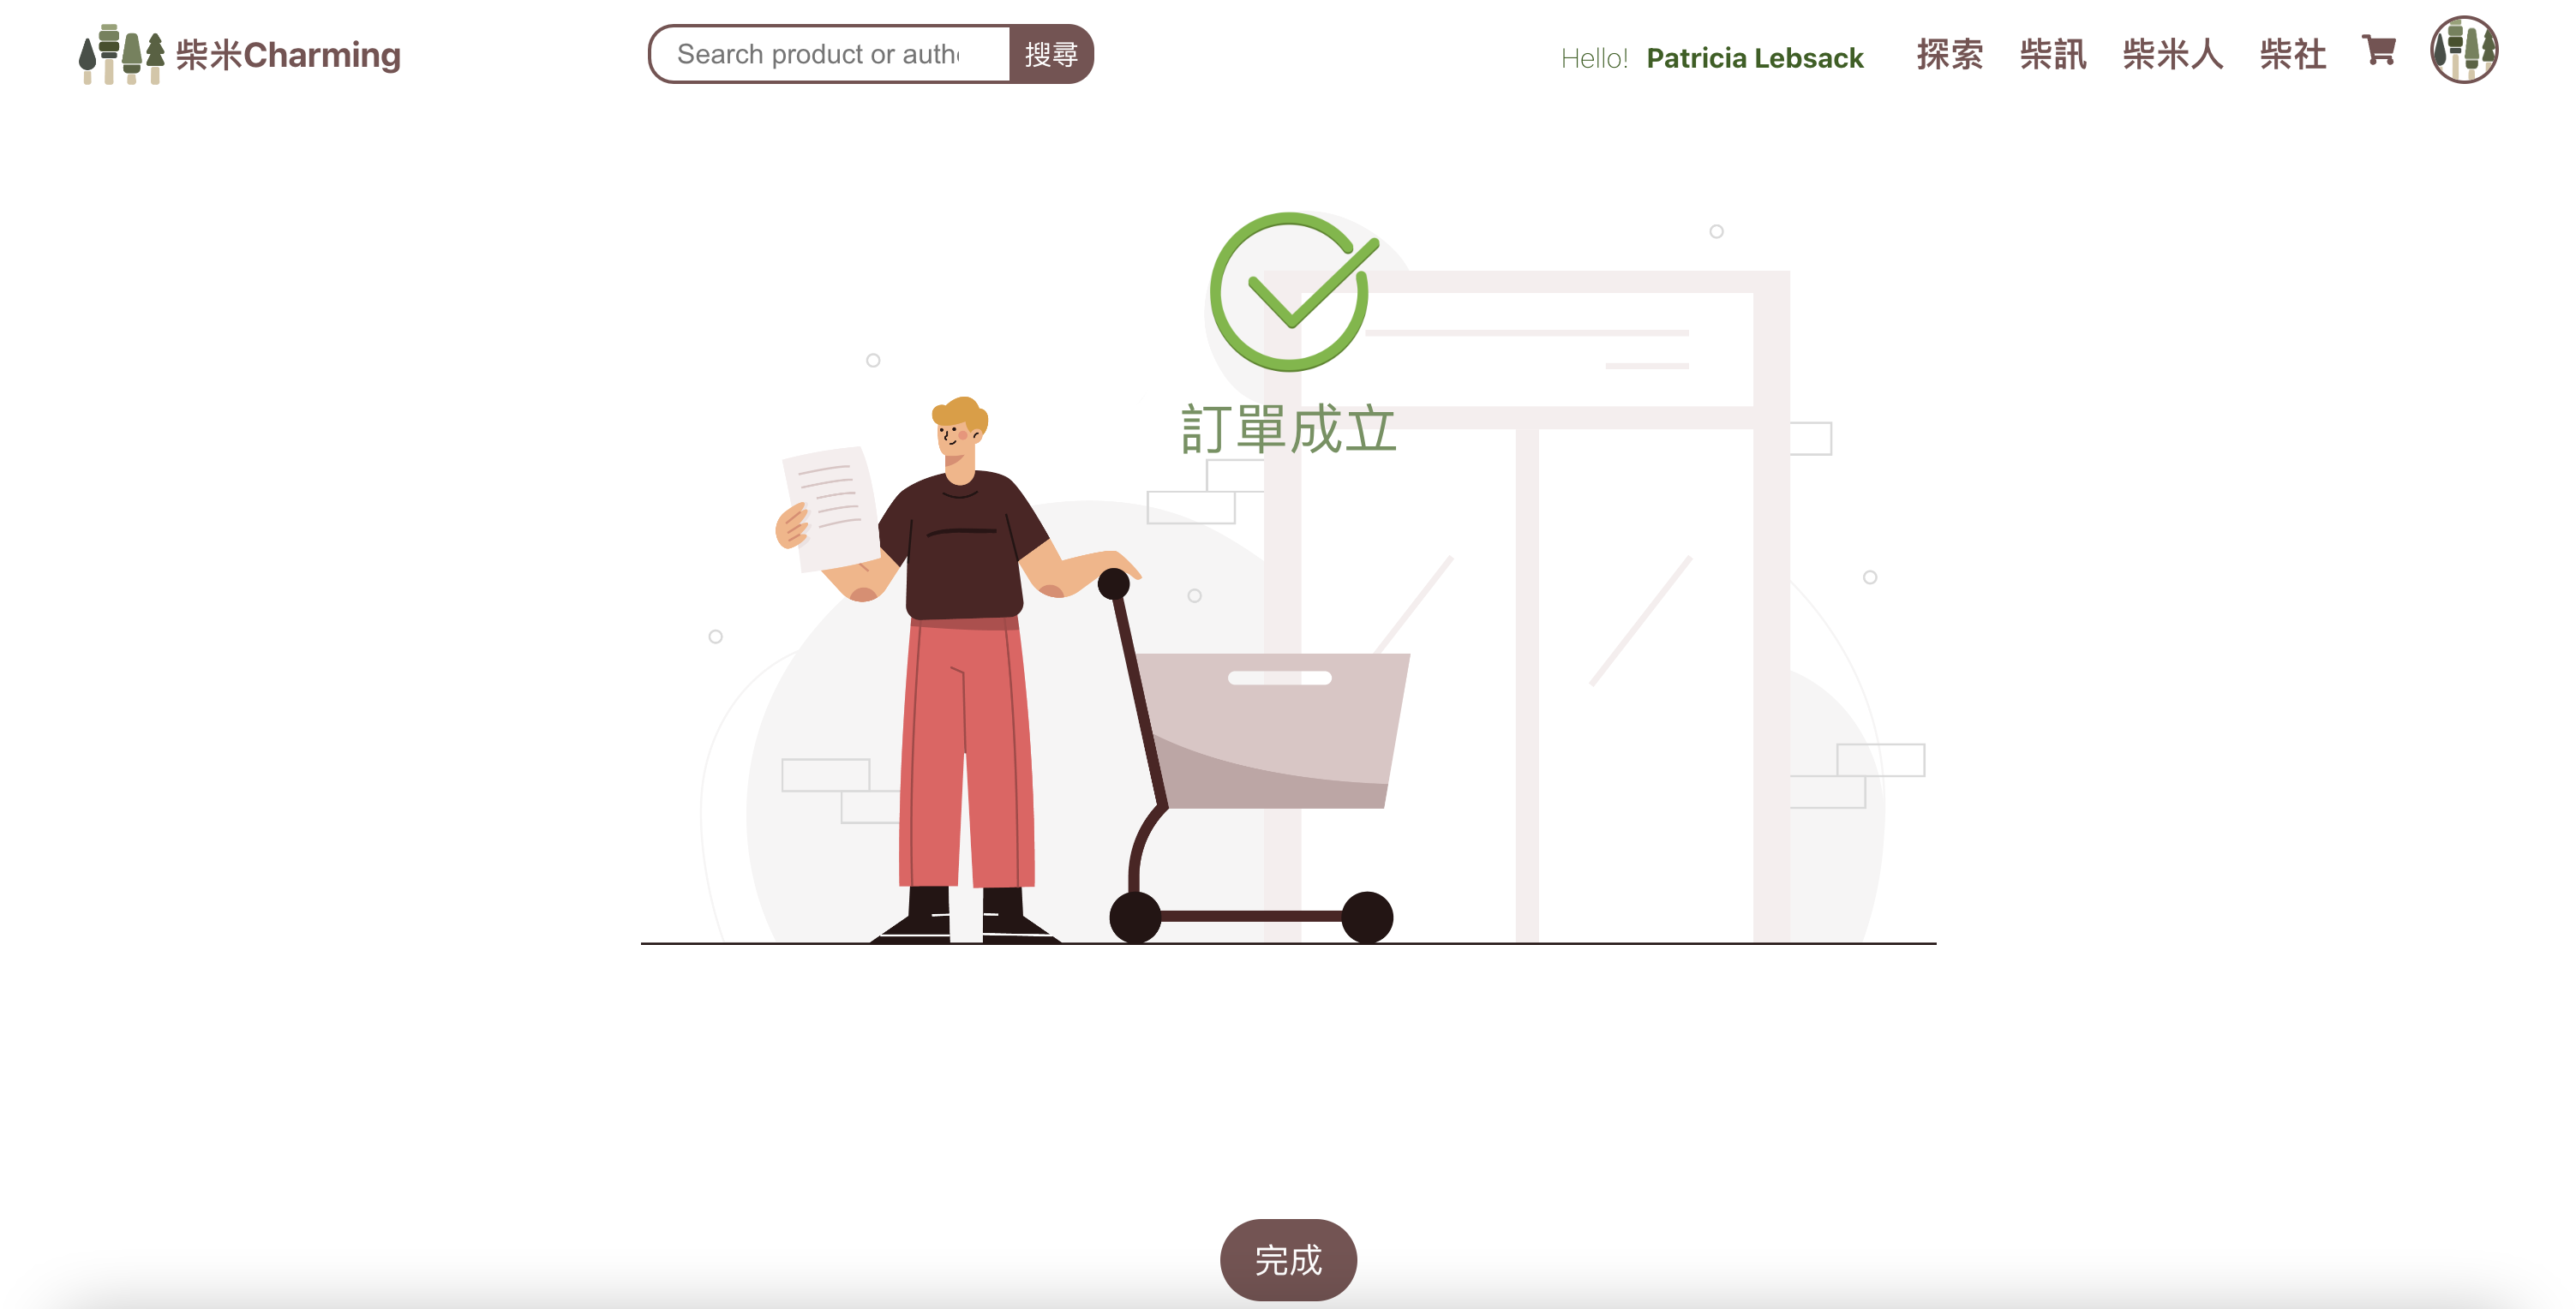 柴米Charming
Search product or auth
搜尋
Hello! Patricia Lebsack
探索
柴訊
柴米人
柴社
訂單成立
完成